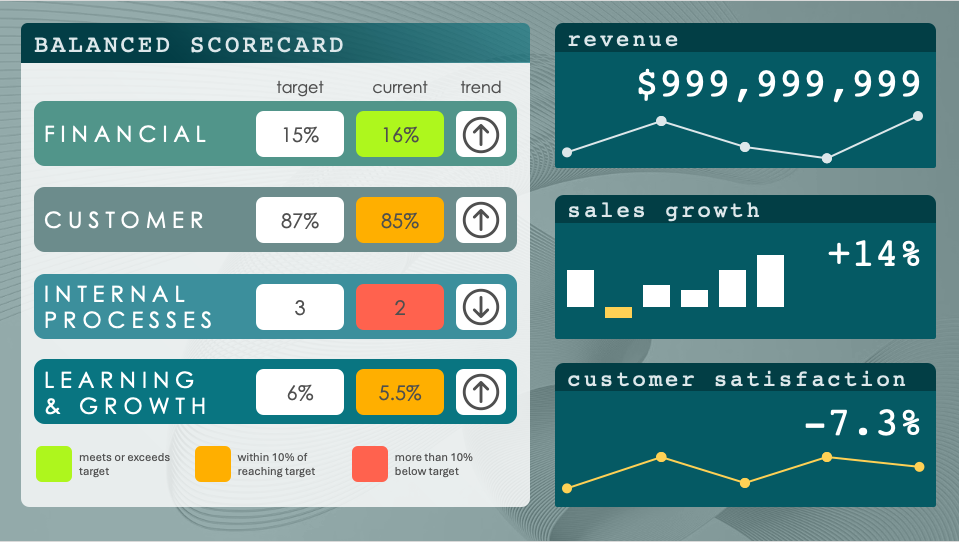 BALANCED SCORECARD
target current trend
FINANCIAL 15% 16%
CUSTOMER 87% 85%
INTERNAL
PROCESSES 3 2
LEARNING
& GROWTH 6% 5.5%
meets or exceeds
target
within 10% of
reaching target
more than 10%
below target
revenue
$999,999,999
sales growth
+14%
customer satisfaction
-7.3%